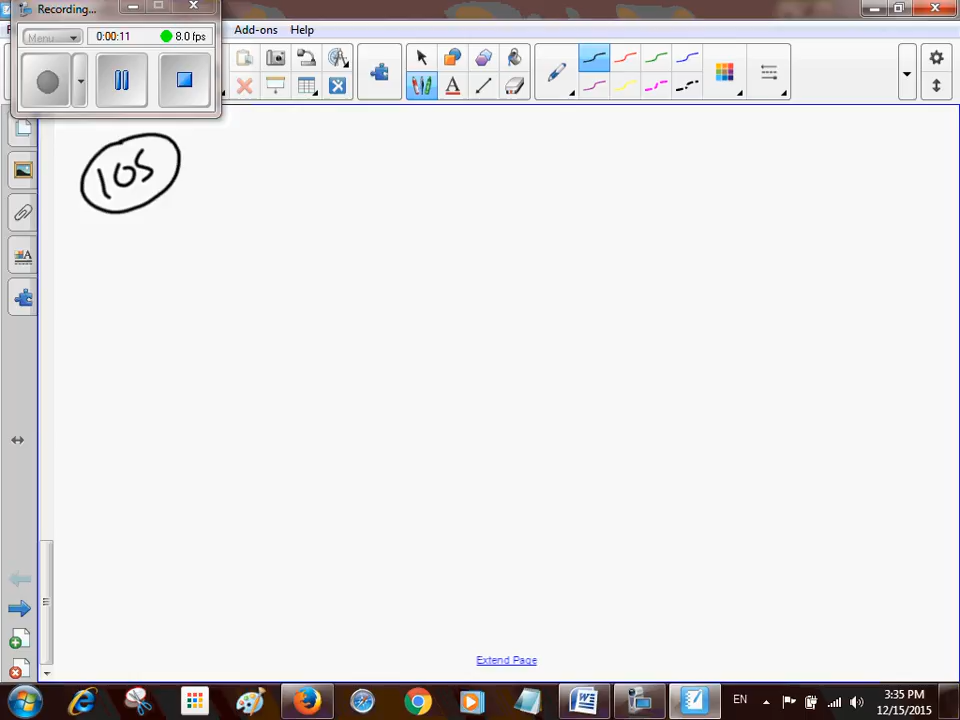 Recording...
Menu
0:00:11
8.0 fps
Add-ons
Help
105
Extend Page
EN
3:35 PM
12/15/2015